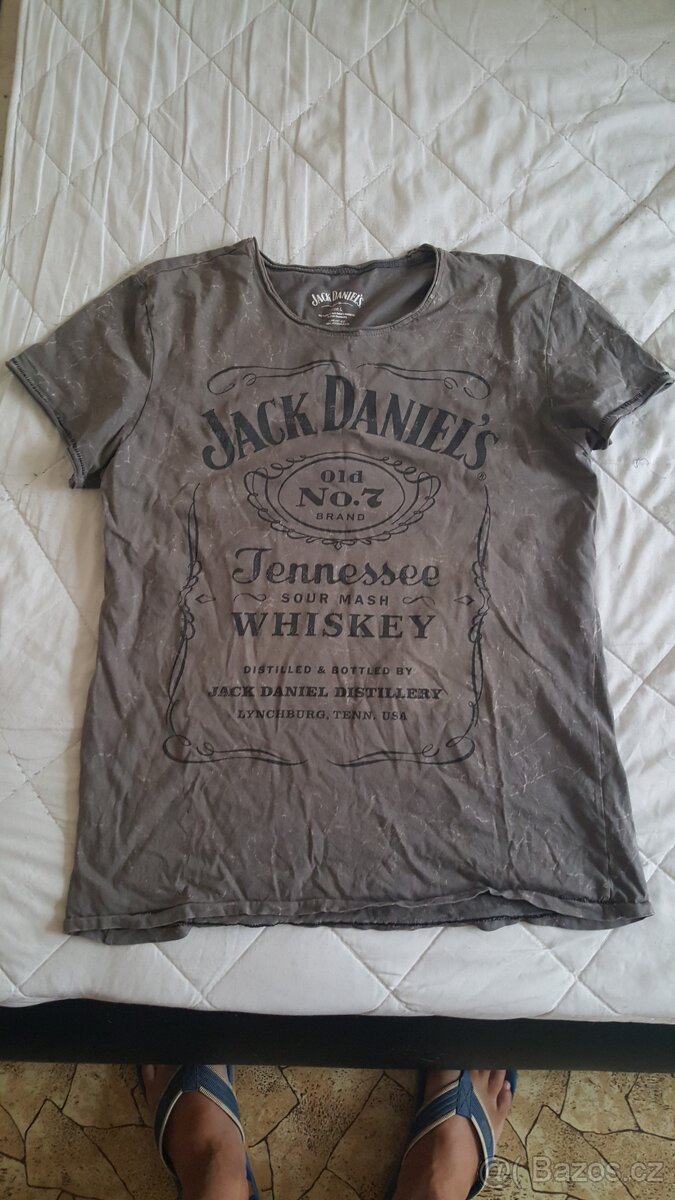 JACK DANIEL'S
JACK DANIEL'S ®
Old
No.7
BRAND
Tennessee
SOUR MASH
WHISKEY
DISTILLED & BOTTLED BY
JACK DANIEL DISTILLERY
LYNCHBURG, TENN. USA
@( Bazos.cz